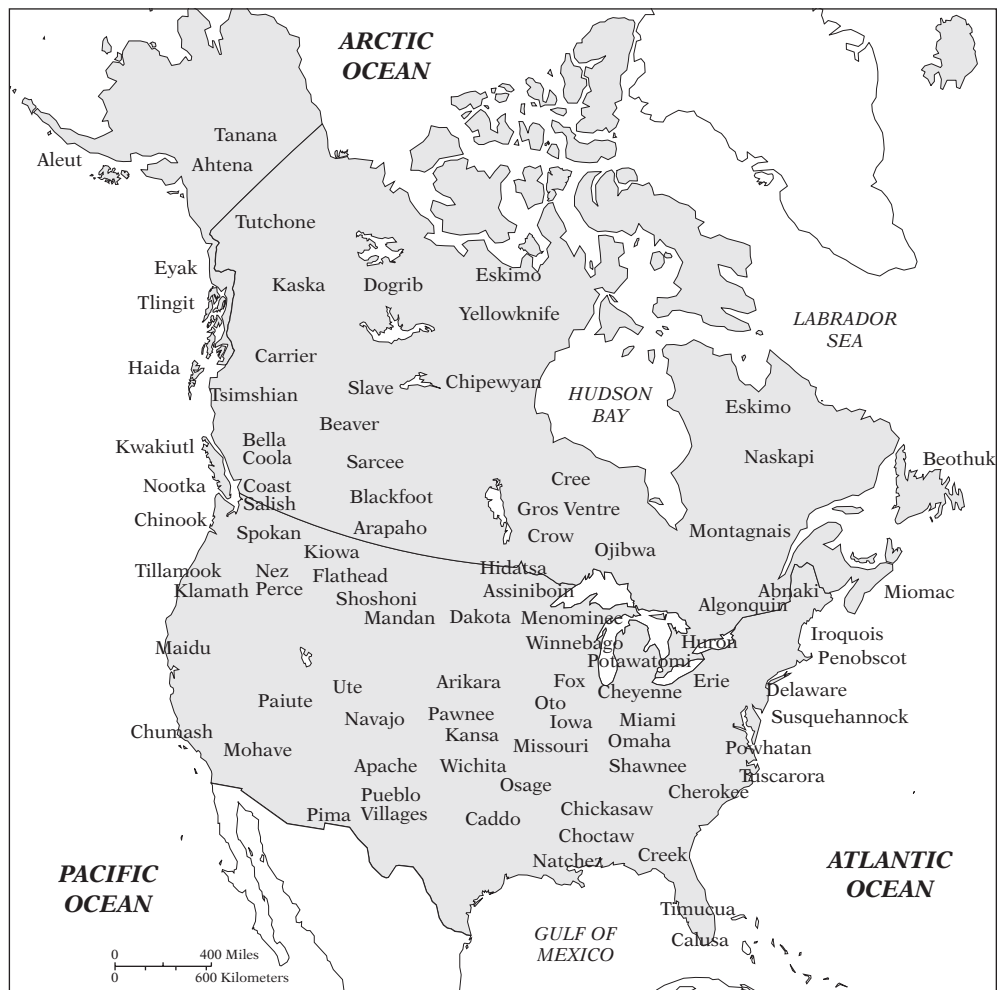 ARCTIC
OCEAN
Tanana
Aleut
Ahtena
Tutchone
Eyak
Kaska
Dogrib
Eskimo
Tlingit
Yellowknife
LABRADOR
SEA
Carrier
Haida
Tsimshian
Slave
Chipewyan
HUDSON
BAY
Eskimo
Beaver
Kwakiutl
Bella
Coola
Sarcee
Naskapi
Beothuk
Nootka
Coast
Salish
Cree
Blackfoot
Gros Ventre
Chinook
Spokan
Arapaho
Crow
Montagnais
Kiowa
Ojibwa
Tillamook
Nez
Perce
Flathead
Hidatsa
Klamath
Assiniboin
Abnaki
Miomac
Shoshoni
Algonquin
Mandan
Dakota
Menominee
Maidu
Winnebago
Huron
Iroquois
Potawatomi
Penobscot
Ute
Arikara
Fox
Cheyenne
Erie
Delaware
Paiute
Oto
Navajo
Pawnee
Iowa
Miami
Susquehannock
Chumash
Kansa
Mohave
Missouri
Omaha
Powhatan
Apache
Wichita
Shawnee
Tuscarora
Osage
Cherokee
Pueblo
Villages
Pima
Caddo
Chickasaw
Choctaw
Natchez
Creek
PACIFIC
OCEAN
ATLANTIC
OCEAN
Timucua
GULF OF
MEXICO
Calusa
0 400 Miles
0 600 Kilometers